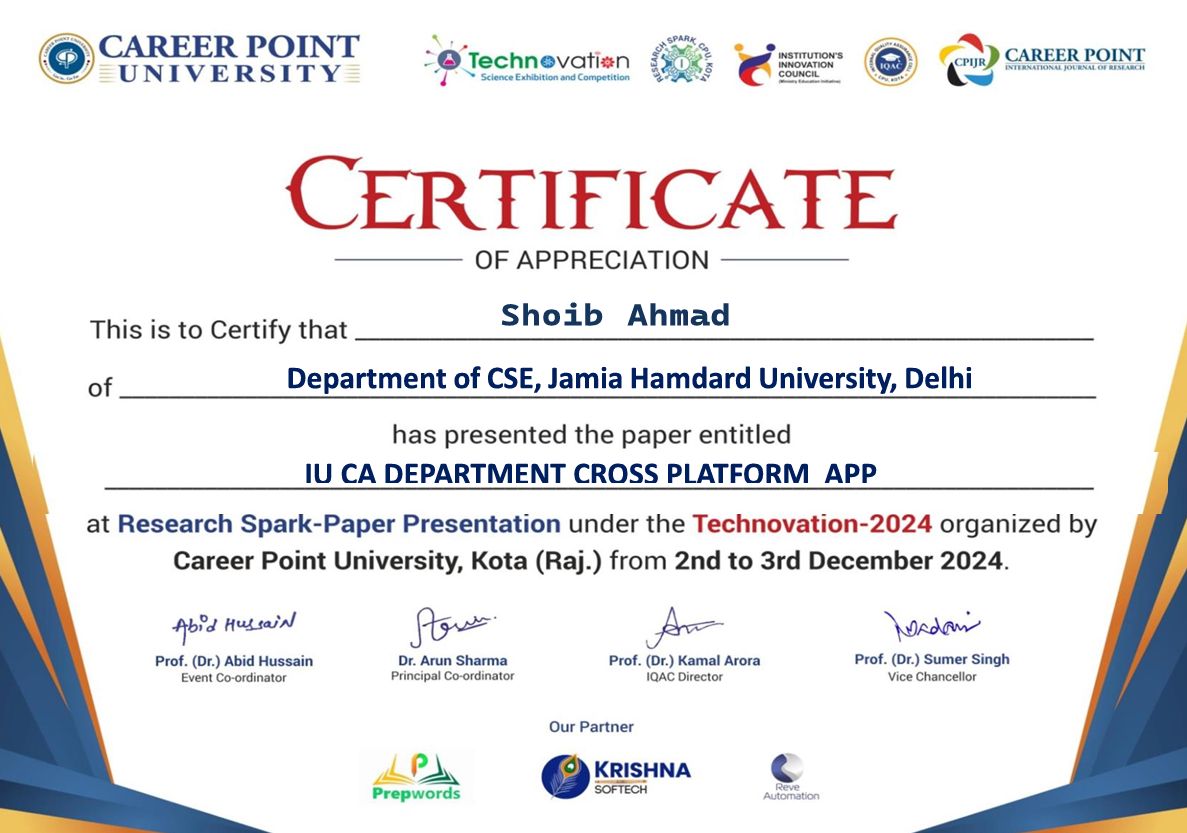 CAREER POINT
UNIVERSITY
Technovation
Science Exhibition and Competition
RESEARCH SPARK, CPU, KOTA
INSTITUTION'S
INNOVATION
COUNCIL
(Ministry Education Initiative)
IQAC
CPIJR
CAREER POINT
INTERNATIONAL JOURNAL OF RESEARCH
CERTIFICATE
OF APPRECIATION
This is to Certify that Shoib Ahmad
of Department of CSE, Jamia Hamdard University, Delhi
has presented the paper entitled
IU CA DEPARTMENT CROSS PLATFORM APP
at Research Spark-Paper Presentation under the Technovation-2024 organized by
Career Point University, Kota (Raj.) from 2nd to 3rd December 2024.
Abid Hussain
Prof. (Dr.) Abid Hussain
Event Co-ordinator
Dr. Arun Sharma
Principal Co-ordinator
Prof. (Dr.) Kamal Arora
IQAC Director
Prof. (Dr.) Sumer Singh
Vice Chancellor
Our Partner
Prepwords
KRISHNA
SOFTECH
Reve
Automation